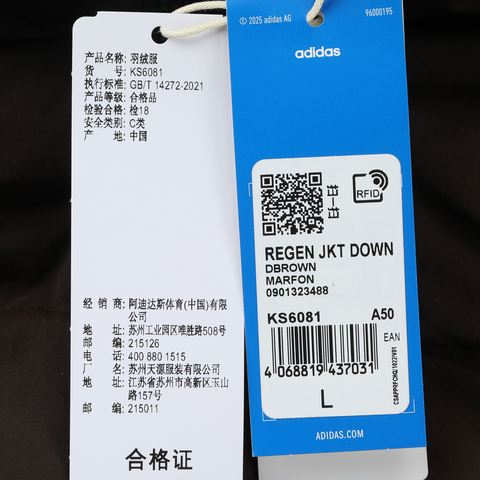 产品名称: 羽绒服
货 号: KS6081
执行标准: GB/T 14272-2021
产品等级: 合格品
检验合格: 检18
安全类别: C类
产 地: 中国
经 销 商: 阿迪达斯体育(中国)有限
公司
地 址: 苏州工业园区唯胜路508号
邮 编: 215126
电 话: 400 880 1515
厂 名: 苏州天源服装有限公司
地 址: 江苏省苏州市高新区玉山
路157号
邮 编: 215011
合格证
© 2025 adidas AG
96000195
adidas
RFID
REGEN JKT DOWN
DBROWN
MARFON
0901323488
KS6081 A50
EAN
4 068819 437031
L
ADIDAS.COM